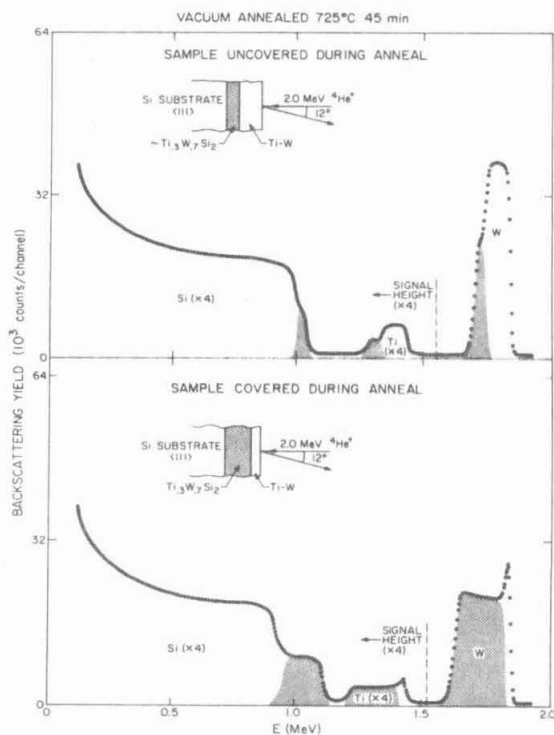 VACUUM ANNEALED 725°C 45 min
64
SAMPLE UNCOVERED DURING ANNEAL
Si SUBSTRATE
⟨111⟩
2.0 MeV ⁴He⁺
12°
~Ti.3W.7Si2
Ti-W
32
W
SIGNAL
HEIGHT
(×4)
Si (×4)
Ti
(×4)
0
BACKSCATTERING YIELD (10³ counts/channel)
64
SAMPLE COVERED DURING ANNEAL
Si SUBSTRATE
⟨111⟩
2.0 MeV ⁴He⁺
12°
Ti.3W.7Si2
Ti-W
32
SIGNAL
HEIGHT
(×4)
Si (×4)
W
Ti (×4)
0
0 0.5 1.0 1.5 2.0
E (MeV)